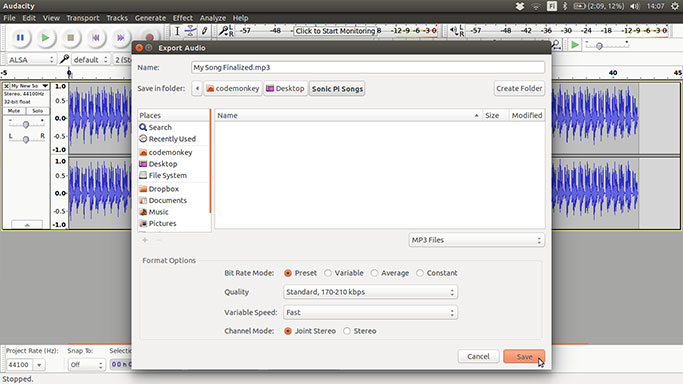 Audacity
Fi (2:09, 12%) 14:07
File Edit View Transport Tracks Generate Effect Analyze Help
L R -57 Click to Start Monitoring -12 -9 -6 -3 0 L R -57 -12 -9 -6 -3 0
ALSA default 2 (St
-5 0 40 45
My New So
Stereo, 44100Hz
32-bit float
Mute Solo
- +
L R
1.0
0.5
0.0
-0.5
-1.0
1.0
0.5
0.0
-0.5
-1.0
Export Audio
Name: My Song Finalized.mp3
Save in folder: codemonkey Desktop Sonic Pi Songs Create Folder
Places Name Size Modified
Search
Recently Used
codemonkey
Desktop
File System
Dropbox
Documents
Music
Pictures
+ −
MP3 Files
Format Options
Bit Rate Mode: Preset Variable Average Constant
Quality Standard, 170-210 kbps
Variable Speed: Fast
Channel Mode: Joint Stereo Stereo
Cancel Save
Project Rate (Hz): Snap To: Selection
44100 Off 00 h 0
Stopped.